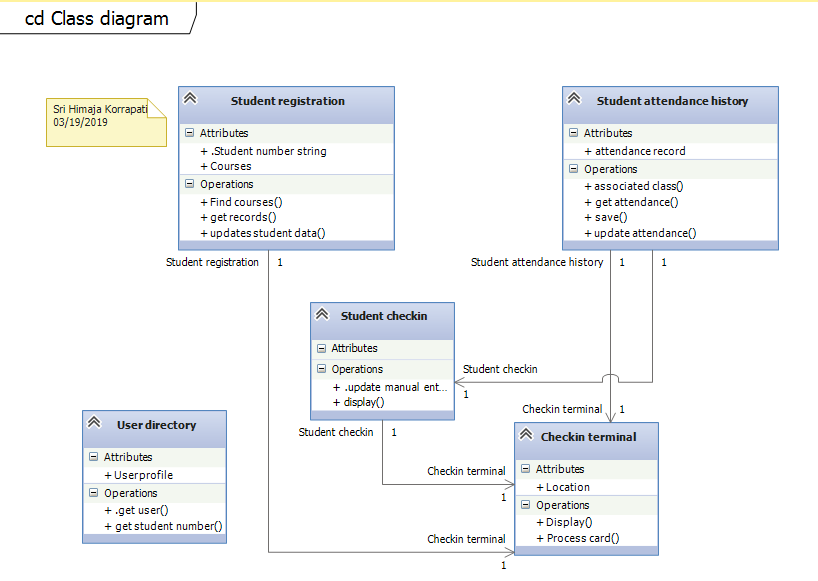 cd Class diagram
Sri Himaja Korrapati
03/19/2019
Student registration
Attributes
+ .Student number string
+ Courses
Operations
+ Find courses()
+ get records()
+ updates student data()
Student attendance history
Attributes
+ attendance record
Operations
+ associated class()
+ get attendance()
+ save()
+ update attendance()
Student registration 1
Student attendance history 1 1
Student checkin
Attributes
Operations
+ .update manual ent...
+ display()
Student checkin
1
Checkin terminal 1
Student checkin 1
User directory
Attributes
+ Userprofile
Operations
+ .get user()
+ get student number()
Checkin terminal
Attributes
+ Location
Operations
+ Display()
+ Process card()
Checkin terminal
1
Checkin terminal
1